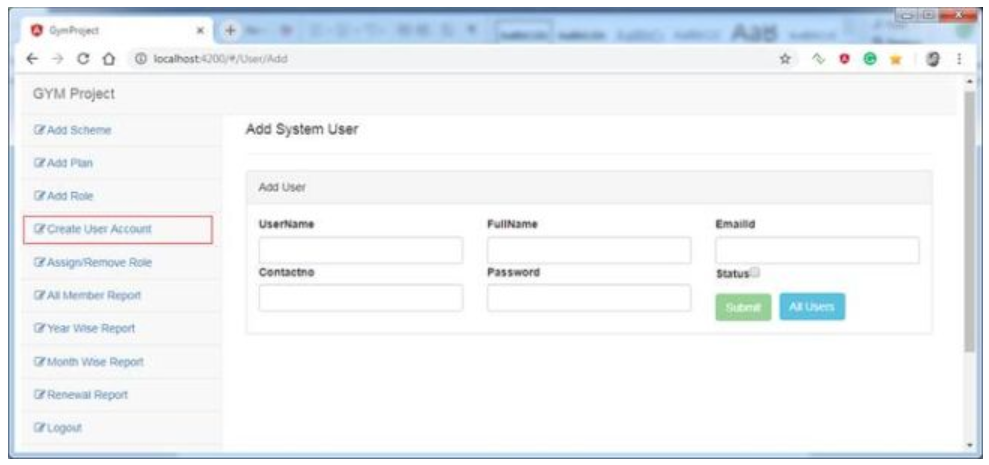 GymProject
localhost:4200/#/User/Add
GYM Project
Add Scheme
Add Plan
Add Role
Create User Account
Assign/Remove Role
All Member Report
Year Wise Report
Month Wise Report
Renewal Report
Logout
Add System User
Add User
UserName
FullName
EmailId
Contactno
Password
Status
Submit
All Users